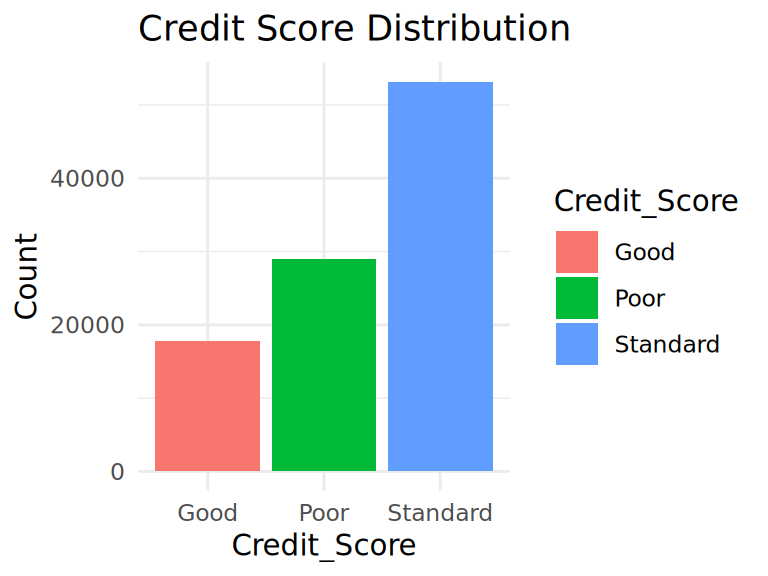 Credit Score Distribution
Count
40000
20000
0
Good Poor Standard
Credit_Score
Credit_Score
Good
Poor
Standard